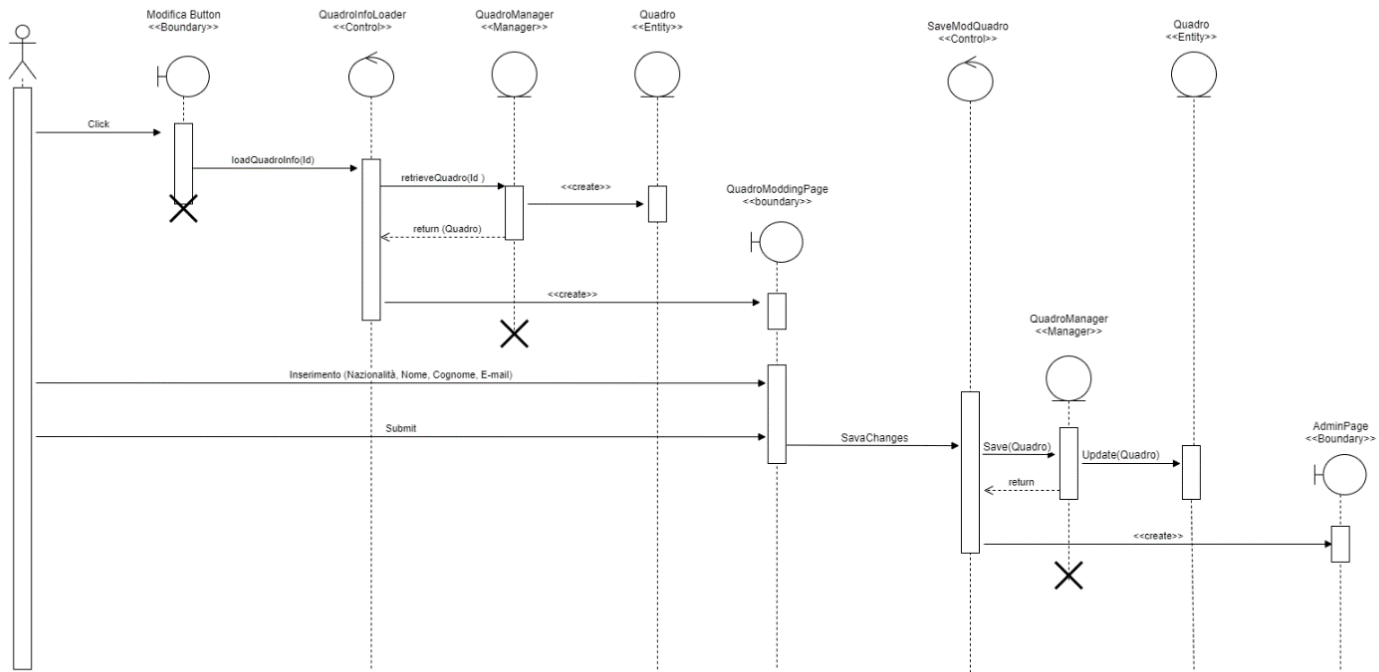 Modifica Button
<<Boundary>>
QuadroInfoLoader
<<Control>>
QuadroManager
<<Manager>>
Quadro
<<Entity>>
SaveModQuadro
<<Control>>
Quadro
<<Entity>>
Click
loadQuadroInfo(Id)
retrieveQuadro(Id )
<<create>>
QuadroModdingPage
<<boundary>>
return (Quadro)
<<create>>
QuadroManager
<<Manager>>
Inserimento (Nazionalità, Nome, Cognome, E-mail)
Submit
SavaChanges
Save(Quadro)
Update(Quadro)
AdminPage
<<Boundary>>
return
<<create>>